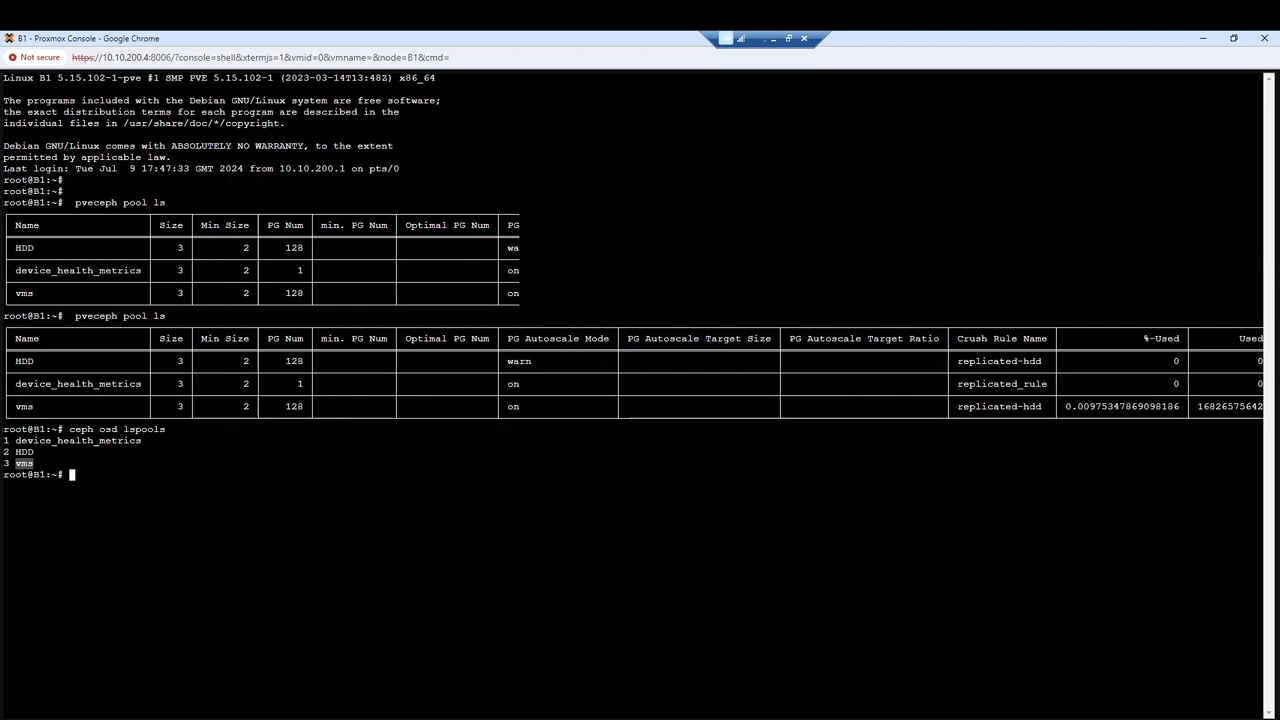 B1 - Proxmox Console - Google Chrome
Not secure https://10.10.200.4:8006/?console=shell&xtermjs=1&vmid=0&vmname=&node=B1&cmd=
Linux B1 5.15.102-1-pve #1 SMP PVE 5.15.102-1 (2023-03-14T13:48Z) x86_64
The programs included with the Debian GNU/Linux system are free software;
the exact distribution terms for each program are described in the
individual files in /usr/share/doc/*/copyright.
Debian GNU/Linux comes with ABSOLUTELY NO WARRANTY, to the extent
permitted by applicable law.
Last login: Tue Jul  9 17:47:33 GMT 2024 from 10.10.200.1 on pts/0
root@B1:~#
root@B1:~#
root@B1:~#  pveceph pool ls
Name Size Min Size PG Num min. PG Num Optimal PG Num PG
HDD 3 2 128 wa
device_health_metrics 3 2 1 on
vms 3 2 128 on
root@B1:~#  pveceph pool ls
Name Size Min Size PG Num min. PG Num Optimal PG Num PG Autoscale Mode PG Autoscale Target Size PG Autoscale Target Ratio Crush Rule Name %-Used Used
HDD 3 2 128 warn replicated-hdd 0 0
device_health_metrics 3 2 1 on replicated_rule 0 0
vms 3 2 128 on replicated-hdd 0.00975347869098186 16826575642
root@B1:~# ceph osd lspools
1 device_health_metrics
2 HDD
3 vms
root@B1:~#